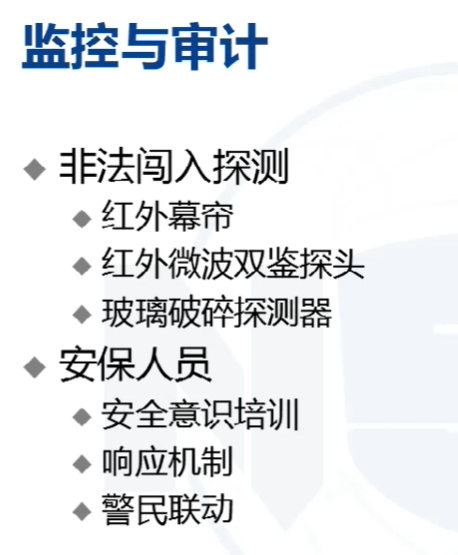 监控与审计
非法闯入探测
红外幕帘
红外微波双鉴探头
玻璃破碎探测器
安保人员
安全意识培训
响应机制
警民联动